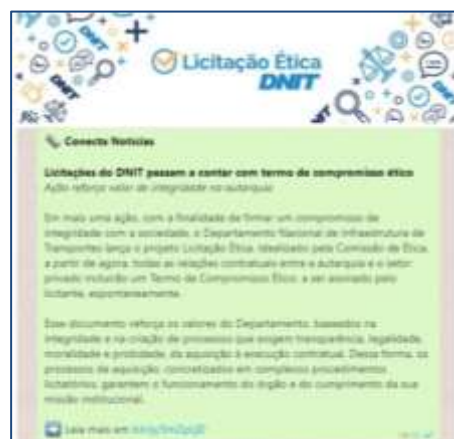 DNIT
Licitação Ética
DNIT
DNIT
DNIT
Conecta Notícias
Licitações do DNIT passam a contar com termo de compromisso ético
Ação reforça valor de integridade na autarquia
Em mais uma ação, com a finalidade de firmar um compromisso de
integridade com a sociedade, o Departamento Nacional de Infraestrutura de
Transportes lança o projeto Licitação Ética. Idealizado pela Comissão de Ética,
a partir de agora, todas as relações contratuais entre a autarquia e o setor
privado incluirão um Termo de Compromisso Ético, a ser assinado pelo
licitante, espontaneamente.
Esse documento reforça os valores do Departamento, baseados na
integridade e na criação de processos que exigem transparência, legalidade,
moralidade e probidade, da aquisição à execução contratual. Dessa forma, os
processos de aquisição, concretizados em complexos procedimentos
licitatórios, garantem o funcionamento do órgão e do cumprimento da sua
missão institucional.
Leia mais em